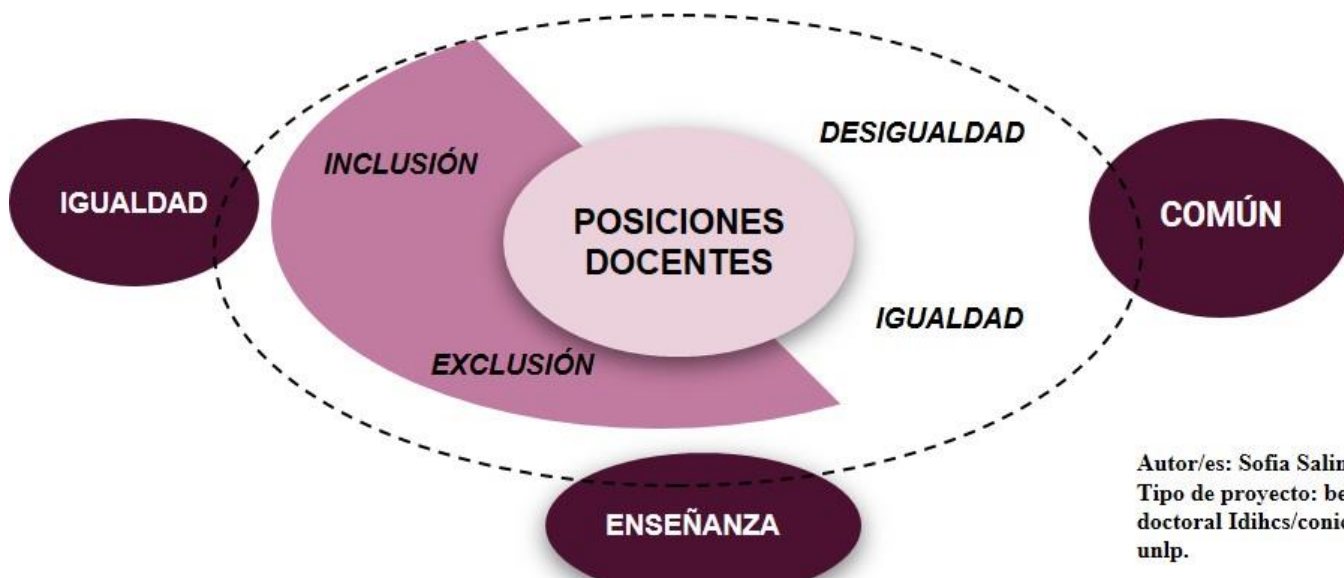 INCLUSIÓN
DESIGUALDAD
IGUALDAD
POSICIONES
DOCENTES
COMÚN
IGUALDAD
EXCLUSIÓN
ENSEÑANZA
Autor/es: Sofia
Tipo de proyecto:
doctoral
unlp.